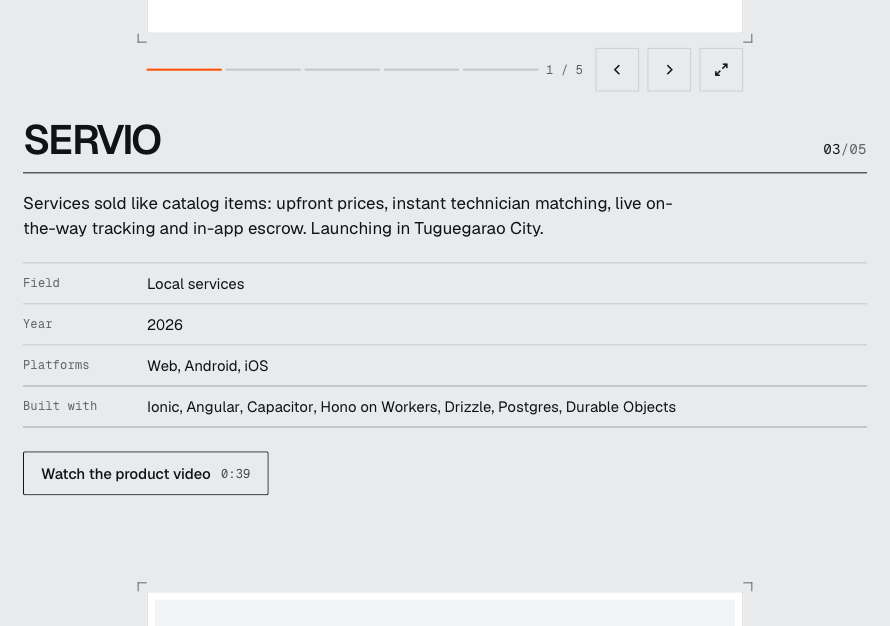 1 / 5
SERVIO
03/05
Services sold like catalog items: upfront prices, instant technician matching, live on-
the-way tracking and in-app escrow. Launching in Tuguegarao City.
Field Local services
Year 2026
Platforms Web, Android, iOS
Built with Ionic, Angular, Capacitor, Hono on Workers, Drizzle, Postgres, Durable Objects
Watch the product video 0:39